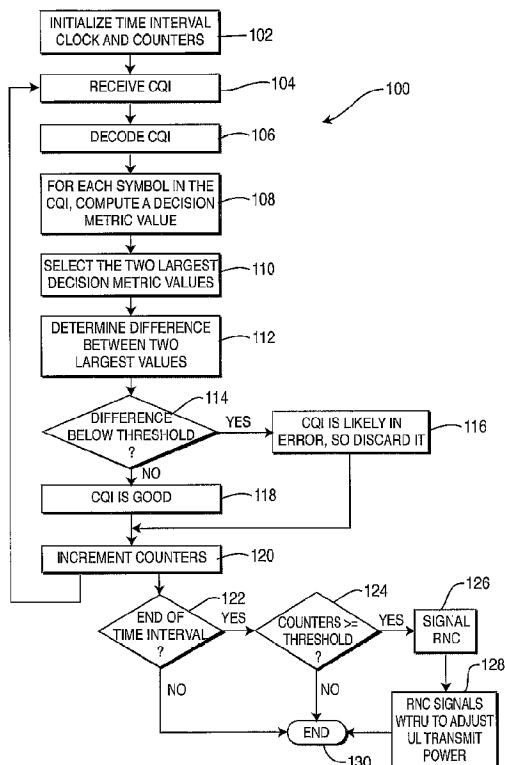 INITIALIZE TIME INTERVAL
CLOCK AND COUNTERS
102
RECEIVE CQI
104
100
DECODE CQI
106
FOR EACH SYMBOL IN THE
CQI, COMPUTE A DECISION
METRIC VALUE
108
SELECT THE TWO LARGEST
DECISION METRIC VALUES
110
DETERMINE DIFFERENCE
BETWEEN TWO
LARGEST VALUES
112
114
DIFFERENCE
BELOW THRESHOLD
?
YES
CQI IS LIKELY IN
ERROR, SO DISCARD IT
116
NO
CQI IS GOOD
118
INCREMENT COUNTERS
120
122
END OF
TIME INTERVAL
?
YES
124
COUNTERS >=
THRESHOLD
?
YES
126
SIGNAL
RNC
128
NO
NO
RNC SIGNALS
WTRU TO ADJUST
UL TRANSMIT
POWER
END
130